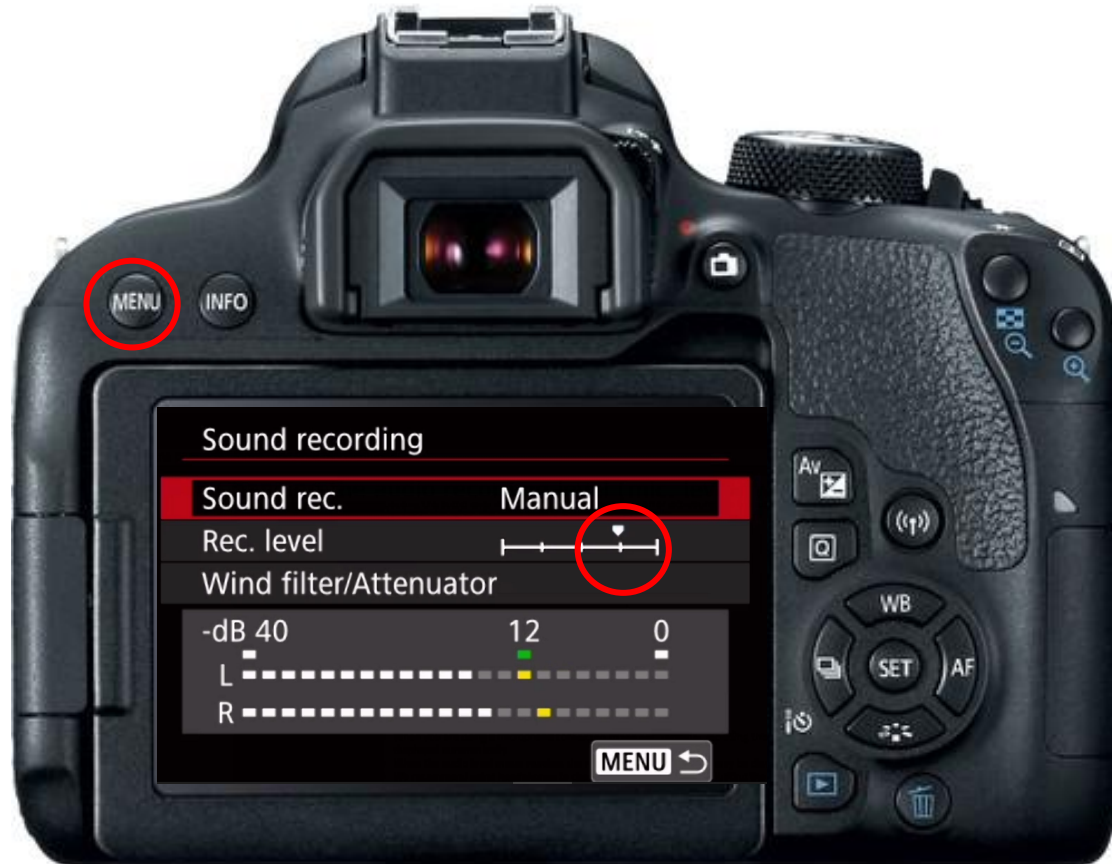 MENU
INFO
Sound recording
Sound rec. Manual
Rec. level
Wind filter/Attenuator
-dB 40 12 0
L
R
MENU
Av
Q
WB
SET
AF